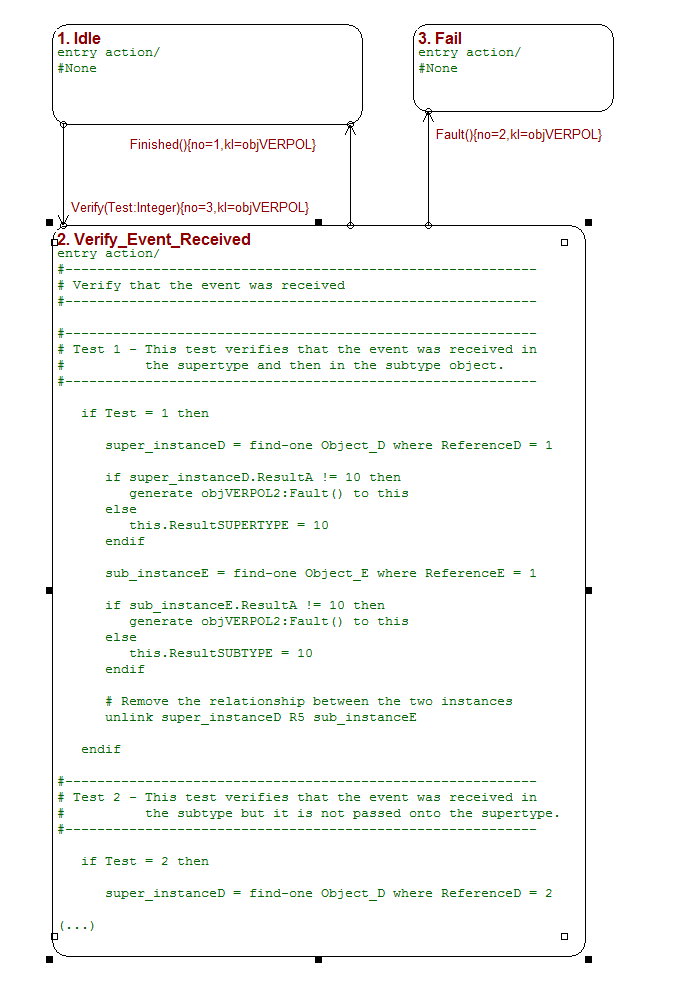 1. Idle
entry action/
#None
3. Fail
entry action/
#None
Finished(){no=1,kl=objVERPOL}
Fault(){no=2,kl=objVERPOL}
Verify(Test:Integer){no=3,kl=objVERPOL}
2. Verify_Event_Received
entry action/
#-----------------------------------------------------------
# Verify that the event was received
#-----------------------------------------------------------
#-----------------------------------------------------------
# Test 1 - This test verifies that the event was received in
#          the supertype and then in the subtype object.
#-----------------------------------------------------------
if Test = 1 then
super_instanceD = find-one Object_D where ReferenceD = 1
if super_instanceD.ResultA != 10 then
generate objVERPOL2:Fault() to this
else
this.ResultSUPERTYPE = 10
endif
sub_instanceE = find-one Object_E where ReferenceE = 1
if sub_instanceE.ResultA != 10 then
generate objVERPOL2:Fault() to this
else
this.ResultSUBTYPE = 10
endif
# Remove the relationship between the two instances
unlink super_instanceD R5 sub_instanceE
endif
#-----------------------------------------------------------
# Test 2 - This test verifies that the event was received in
#          the subtype but it is not passed onto the supertype.
#-----------------------------------------------------------
if Test = 2 then
super_instanceD = find-one Object_D where ReferenceD = 2
(...)